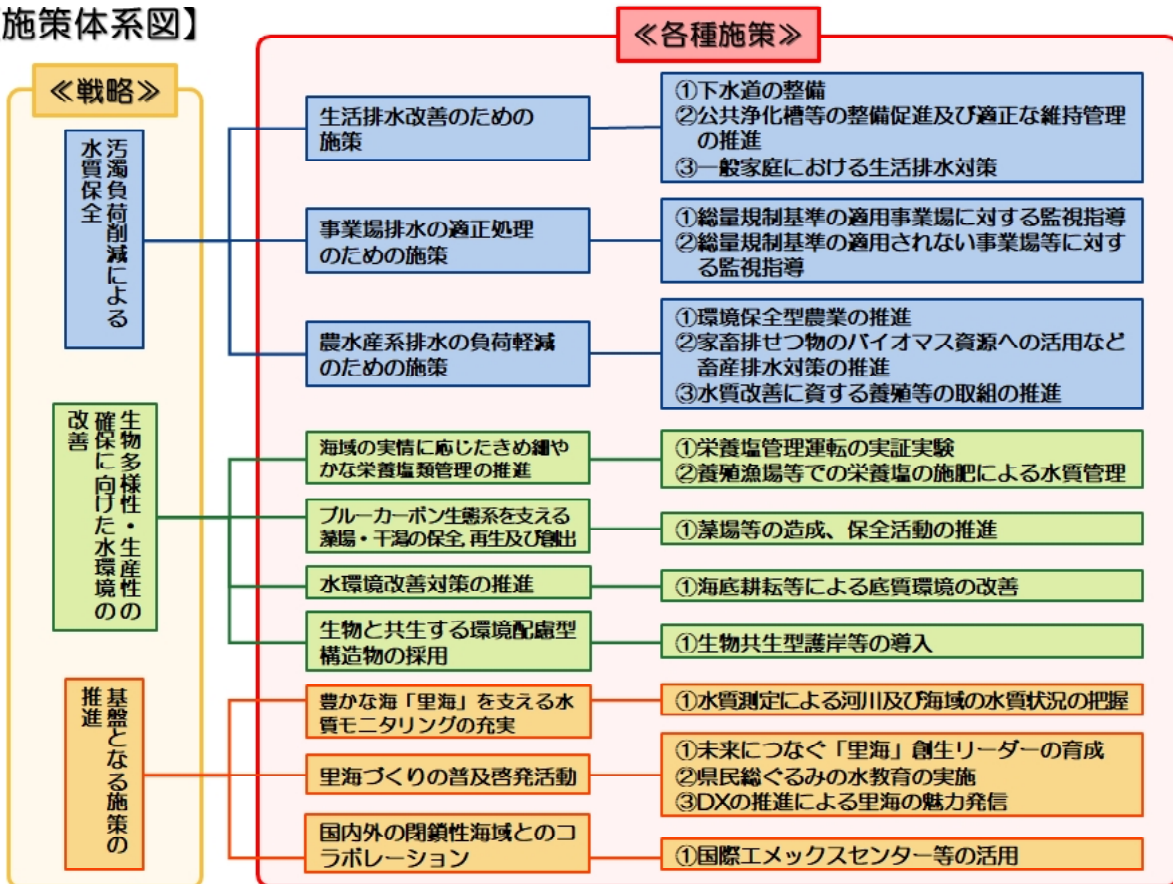 施策体系図】
≪各種施策≫
≪戦略≫
汚濁負荷削減による
水質保全
生活排水改善のための
施策
①下水道の整備
②公共浄化槽等の整備促進及び適正な維持管理
の推進
③一般家庭における生活排水対策
事業場排水の適正処理
のための施策
①総量規制基準の適用事業場に対する監視指導
②総量規制基準の適用されない事業場等に対す
る監視指導
農水産系排水の負荷軽減
のための施策
①環境保全型農業の推進
②家畜排せつ物のバイオマス資源への活用など
畜産排水対策の推進
③水質改善に資する養殖等の取組の推進
生物多様性・生産性の
確保に向けた水環境の
改善
海域の実情に応じたきめ細や
かな栄養塩類管理の推進
①栄養塩管理運転の実証実験
②養殖漁場等での栄養塩の施肥による水質管理
ブルーカーボン生態系を支える
藻場・干潟の保全,再生及び創出
①藻場等の造成、保全活動の推進
水環境改善対策の推進
①海底耕耘等による底質環境の改善
生物と共生する環境配慮型
構造物の採用
①生物共生型護岸等の導入
基盤となる施策の
推進
豊かな海「里海」を支える水
質モニタリングの充実
①水質測定による河川及び海域の水質状況の把握
里海づくりの普及啓発活動
①未来につなぐ「里海」創生リーダーの育成
②県民総ぐるみの水教育の実施
③DXの推進による里海の魅力発信
国内外の閉鎖性海域とのコ
ラボレーション
①国際エメックスセンター等の活用